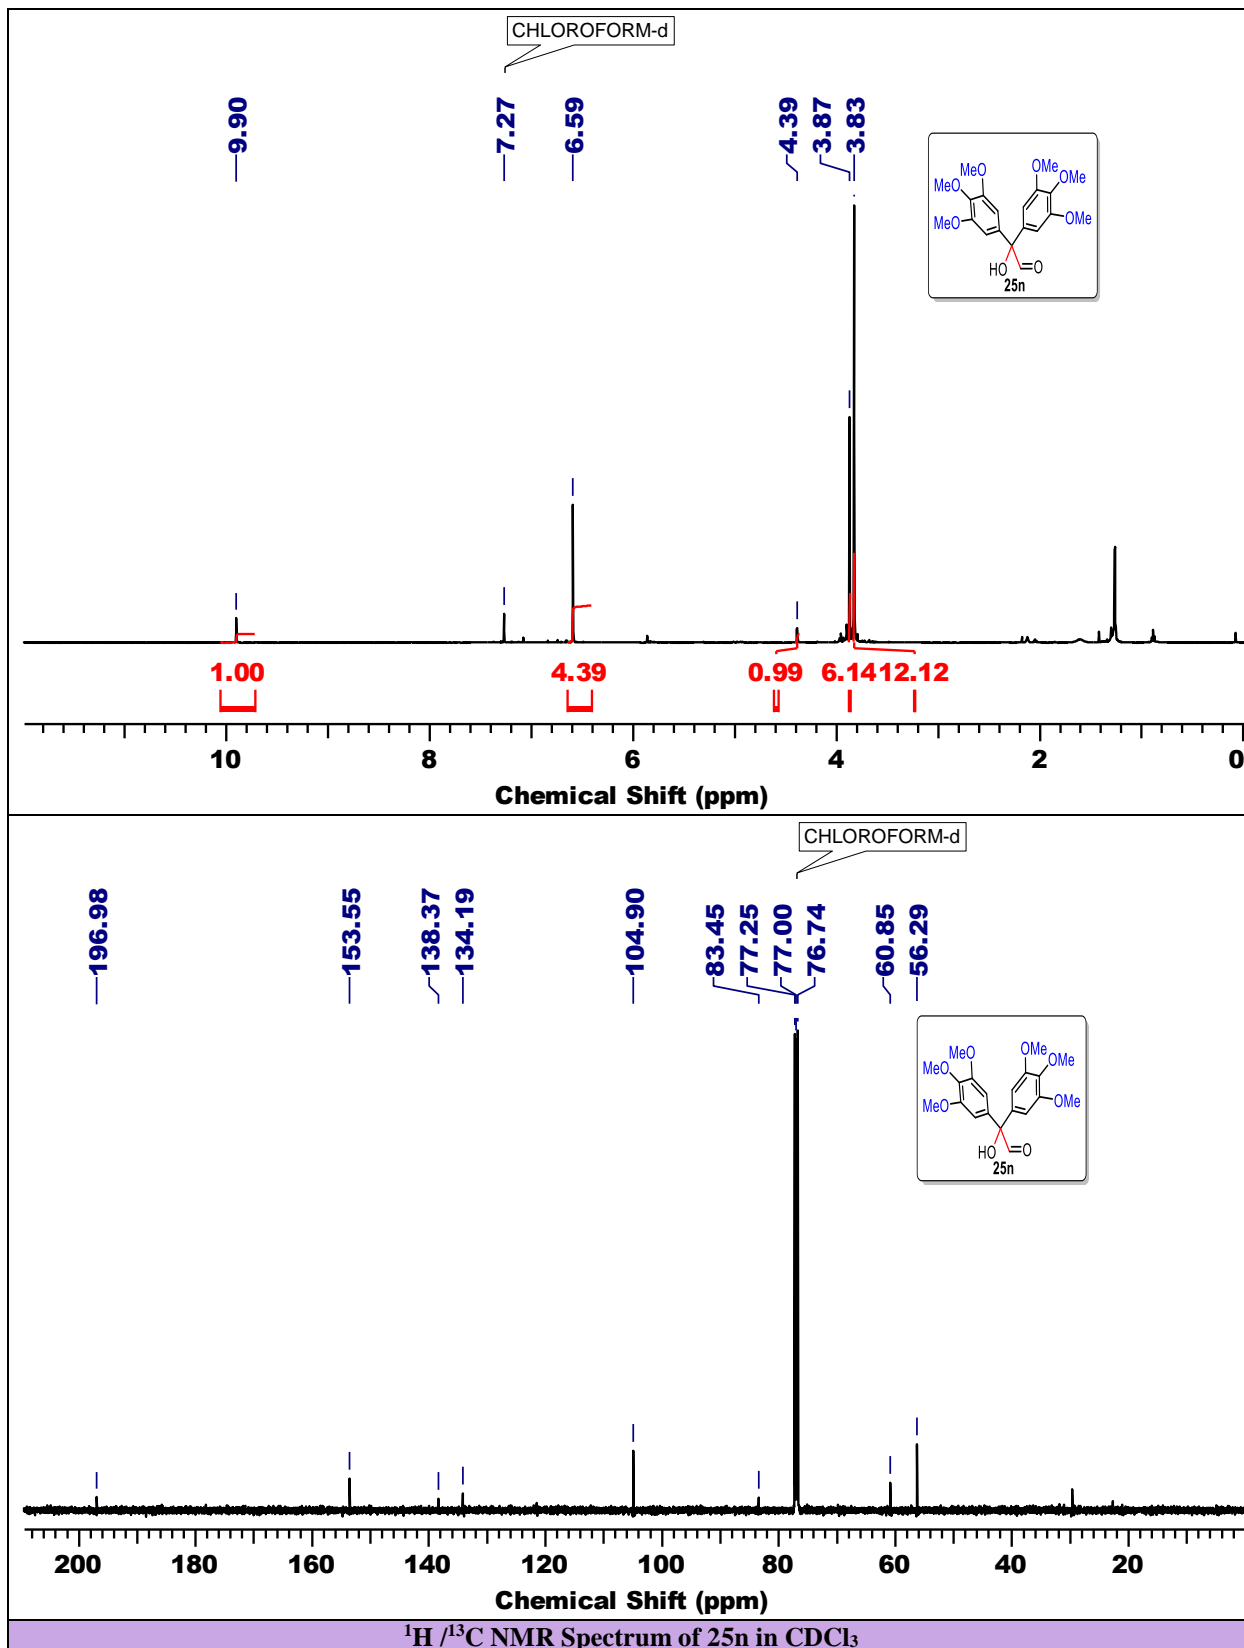 CHLOROFORM-d
9.90
7.27
6.59
4.39
3.87
3.83
MeO MeO MeO OMe OMe OMe
HO O
25n
1.00 4.39 0.99 6.14 12.12
10 8 6 4 2 0
Chemical Shift (ppm)
CHLOROFORM-d
196.98
153.55
138.37
134.19
104.90
83.45
77.25
77.00
76.74
60.85
56.29
MeO MeO MeO OMe OMe OMe
HO O
25n
200 180 160 140 120 100 80 60 40 20
Chemical Shift (ppm)
¹H /¹³C NMR Spectrum of 25n in CDCl₃